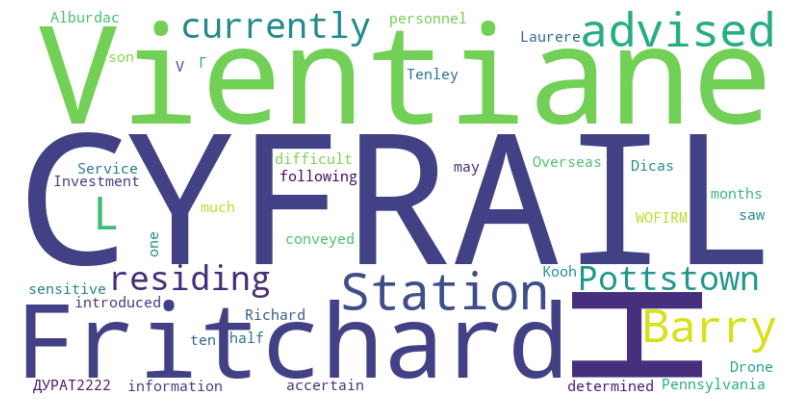 Alburdac
currently
personnel
Laurere
advised
Vientiane
son
V
Г
Tenley
CYFRAIL
Service
Investment
L
one
much
difficult
following
conveyed
may
Overseas
Dicas
WOFIRM
months
saw
sensitive
residing
introduced
Station
Kooh
Pottstown
Fritchard
Richard
ten
half
H
Barry
Drone
ДУРАТ2222
information
accertain
determined
Pennsylvania